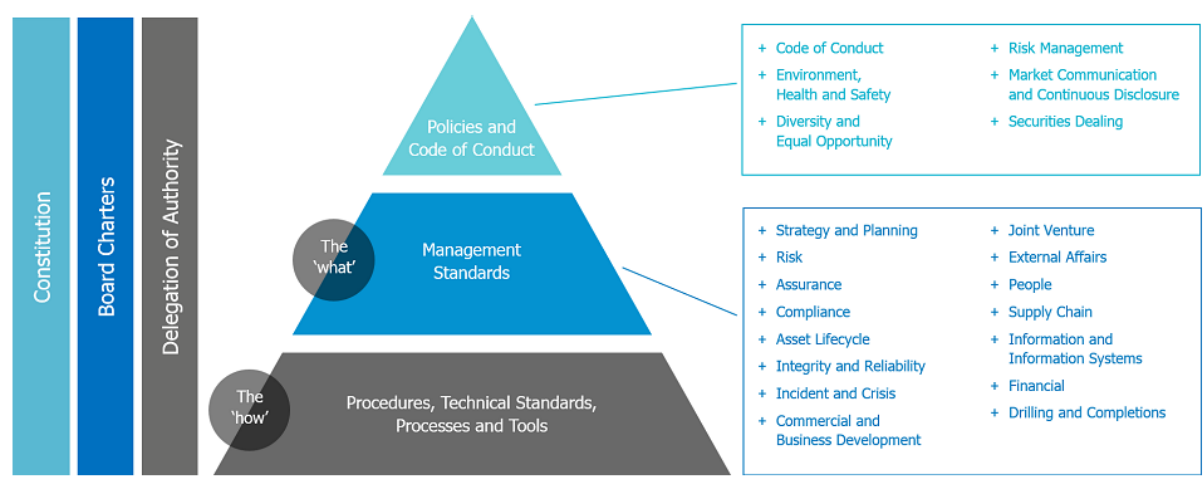 Constitution
Board Charters
Delegation of Authority
Policies and
Code of Conduct
The
‘what’
Management
Standards
The
‘how’
Procedures, Technical Standards,
Processes and Tools
+ Code of Conduct
+ Environment,
Health and Safety
+ Diversity and
Equal Opportunity
+ Risk Management
+ Market Communication
and Continuous Disclosure
+ Securities Dealing
+ Strategy and Planning
+ Risk
+ Assurance
+ Compliance
+ Asset Lifecycle
+ Integrity and Reliability
+ Incident and Crisis
+ Commercial and
Business Development
+ Joint Venture
+ External Affairs
+ People
+ Supply Chain
+ Information and
Information Systems
+ Financial
+ Drilling and Completions